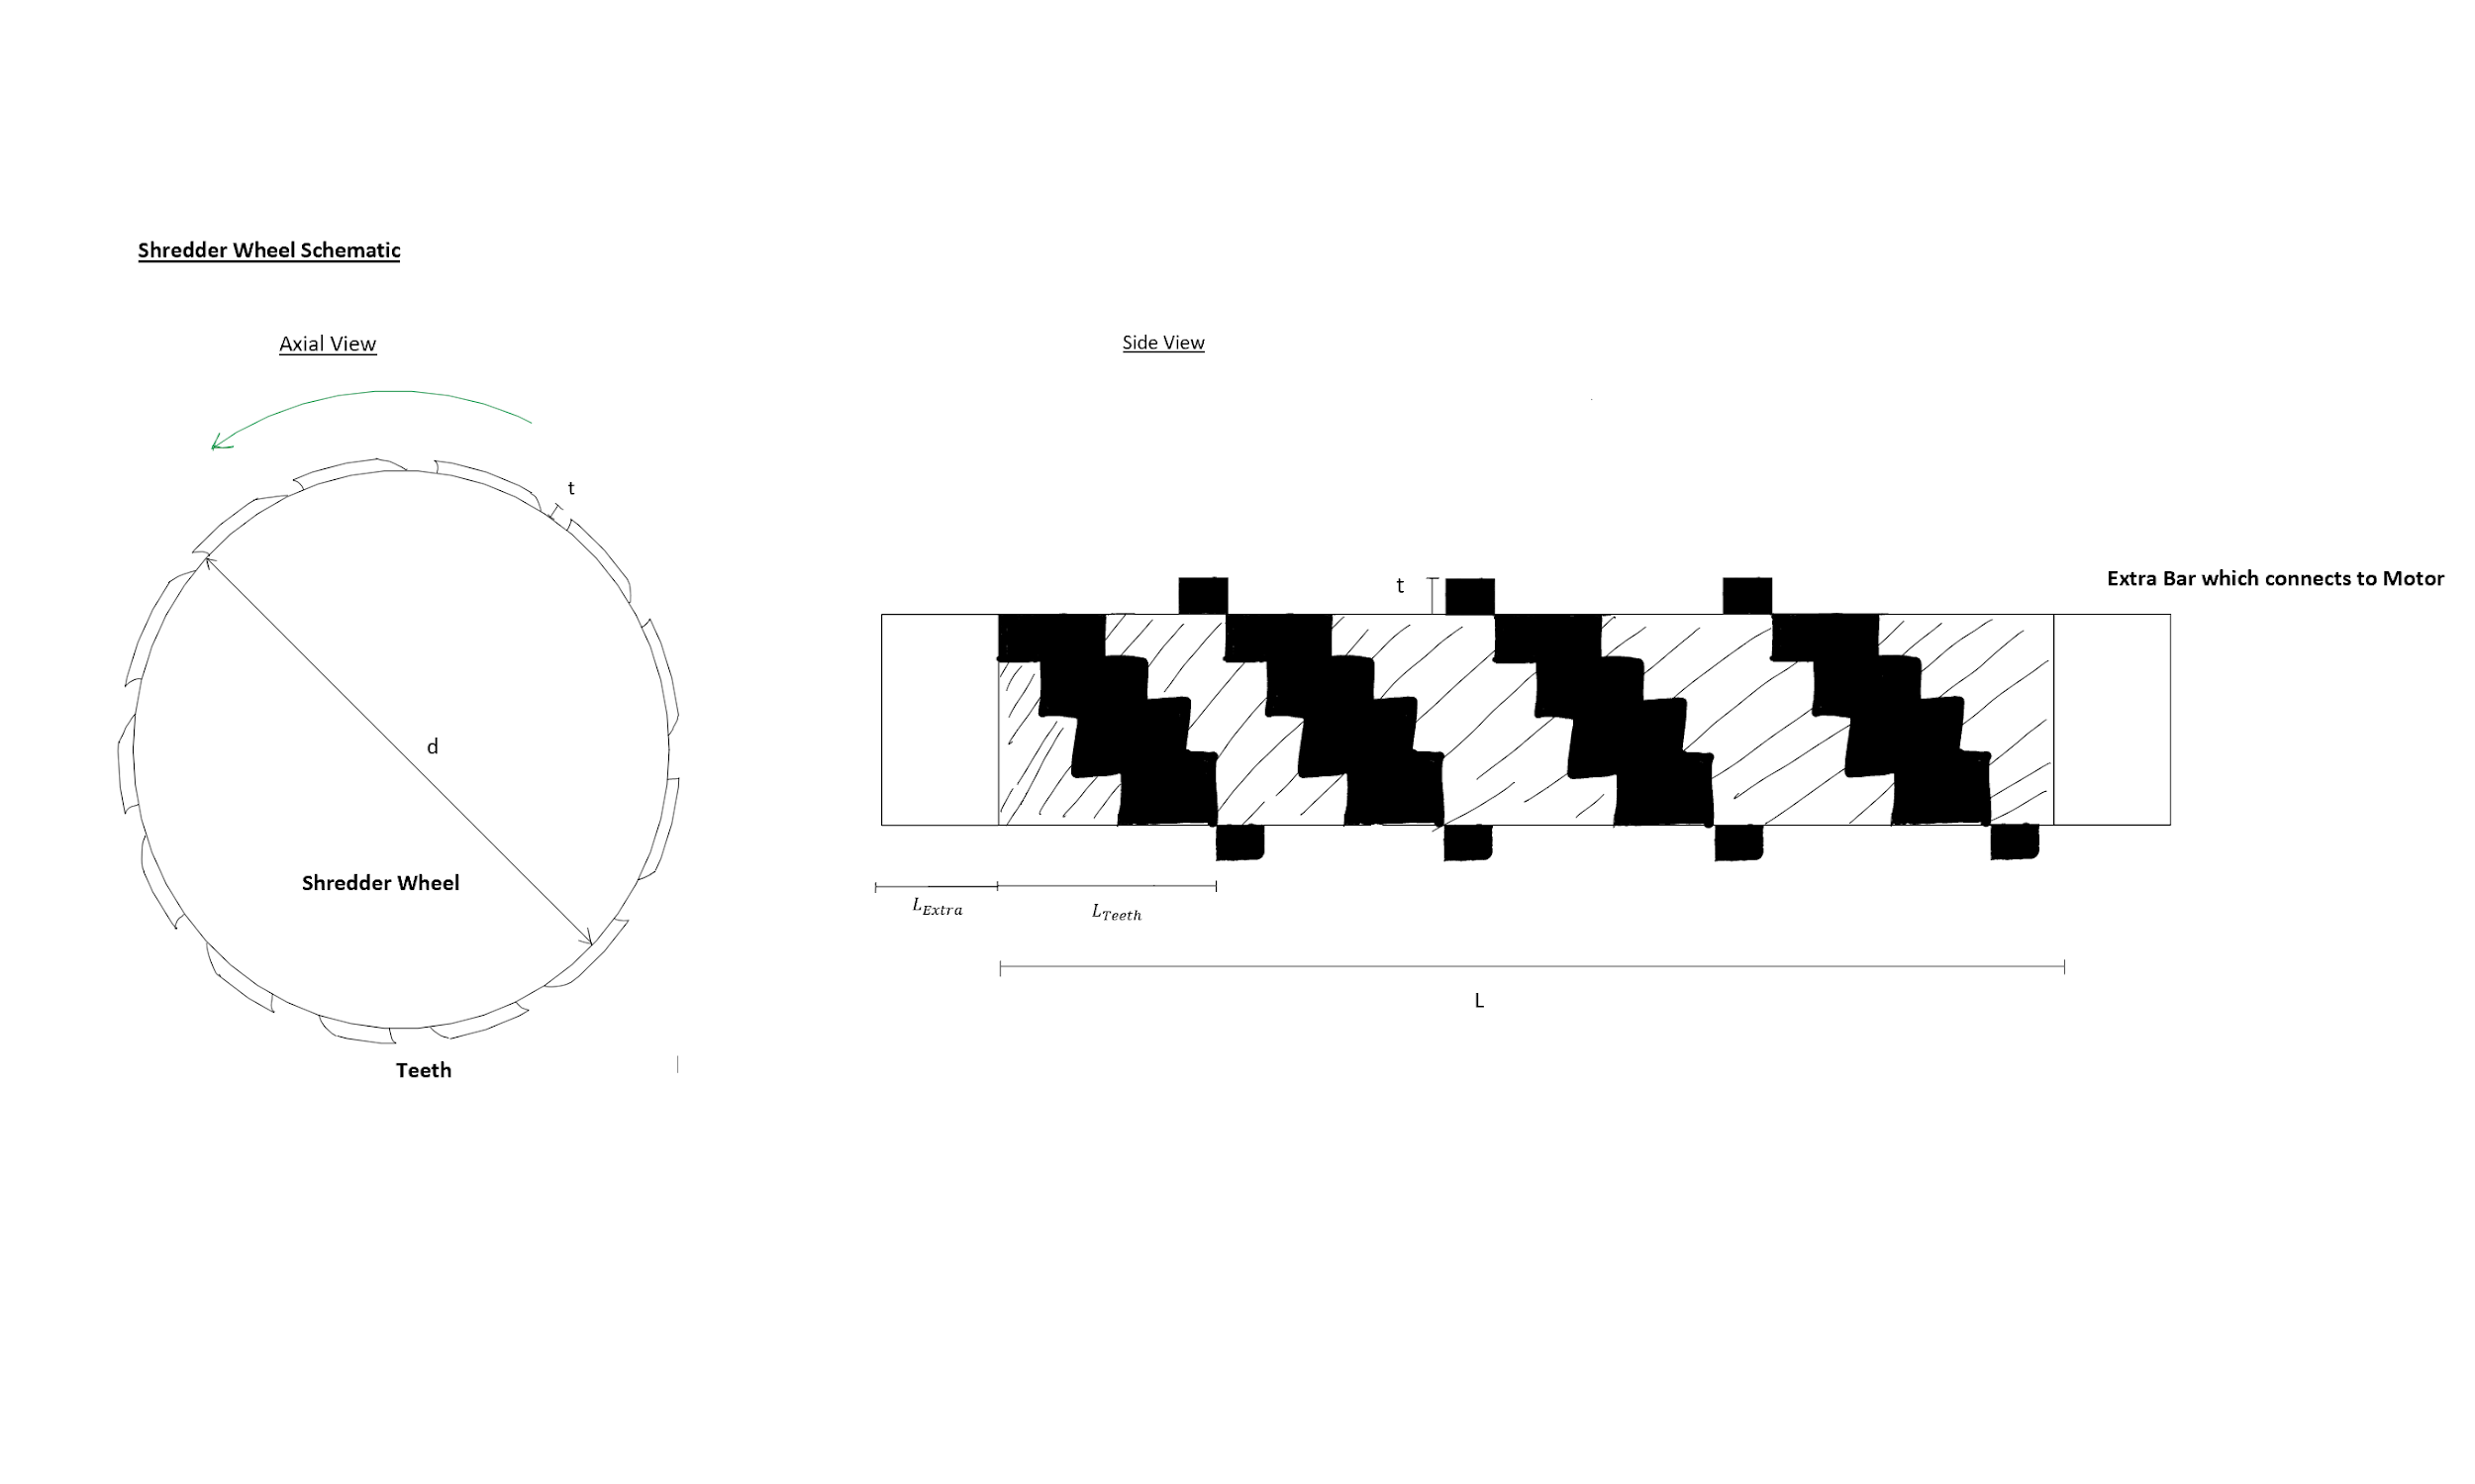 Shredder Wheel Schematic
Axial View
Side View
t
d
Shredder Wheel
Teeth
t
Extra Bar which connects to Motor
L_Extra
L_Teeth
L